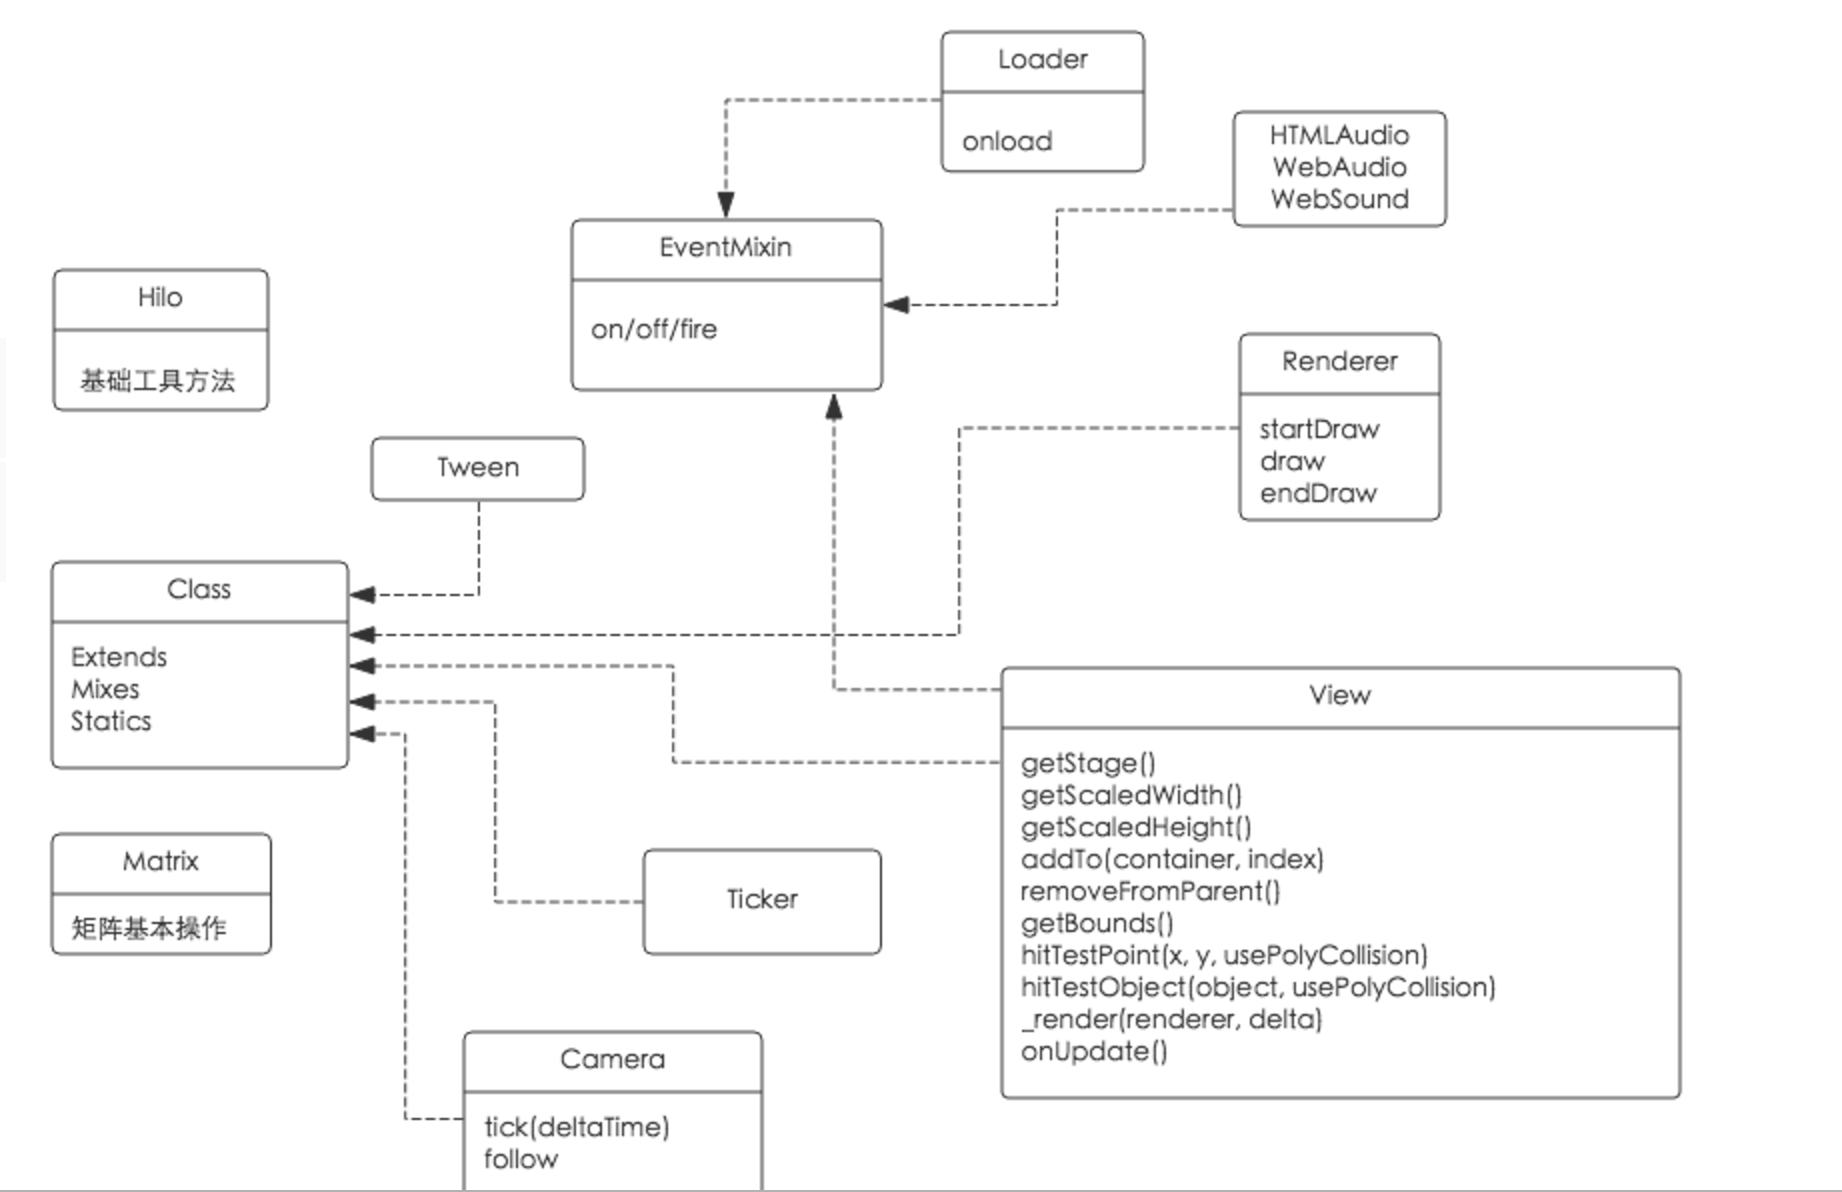 Loader
onload
HTMLAudio
WebAudio
WebSound
EventMixin
on/off/fire
Hilo
基础工具方法
Renderer
startDraw
draw
endDraw
Tween
Class
Extends
Mixes
Statics
View
getStage()
getScaledWidth()
getScaledHeight()
addTo(container, index)
removeFromParent()
getBounds()
hitTestPoint(x, y, usePolyCollision)
hitTestObject(object, usePolyCollision)
_render(renderer, delta)
onUpdate()
Matrix
矩阵基本操作
Ticker
Camera
tick(deltaTime)
follow